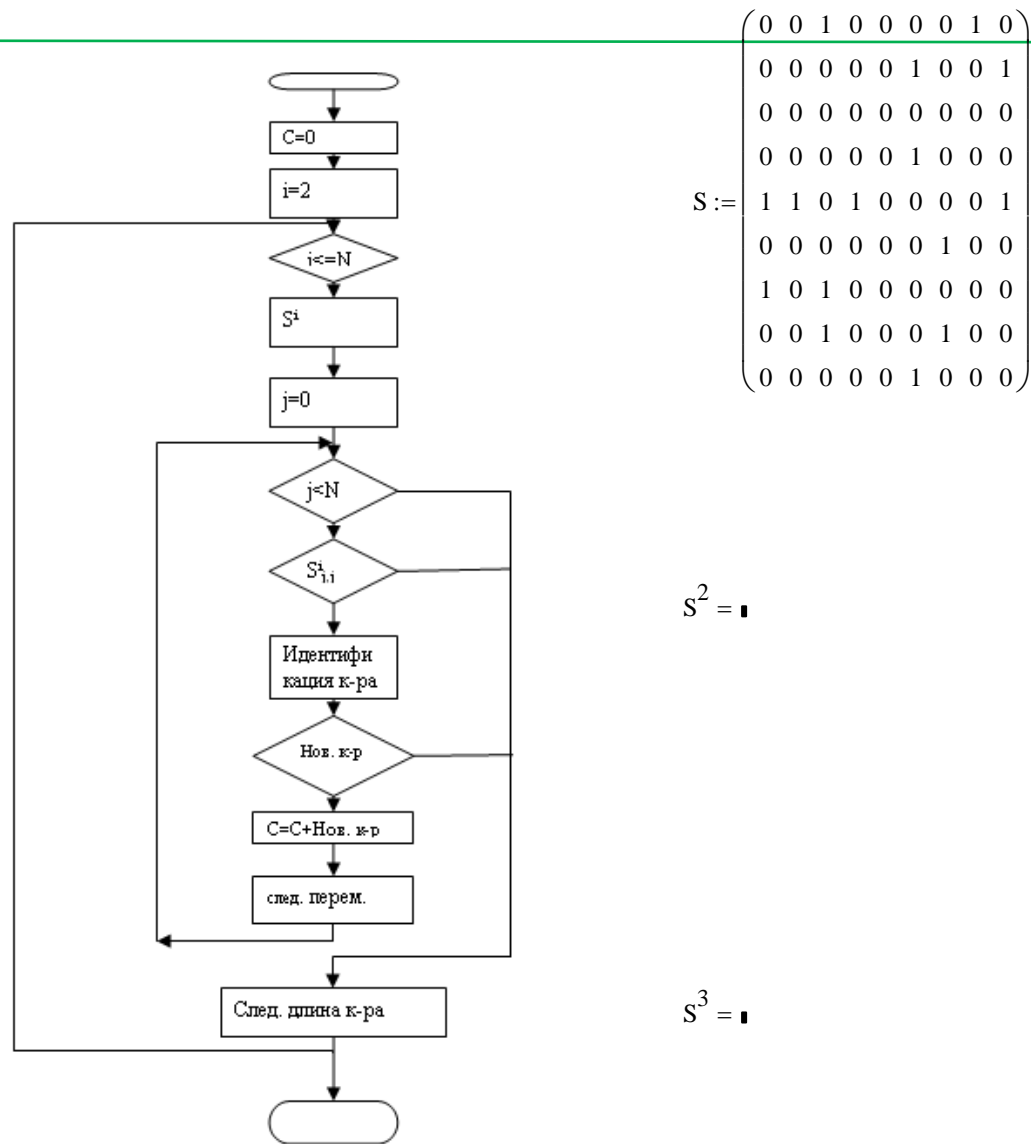 C=0
i=2
i<=N
Sⁱ
j=0
j<N
Sⁱi,i
Идентифи
кация к-ра
Нов. к-р
C=C+Нов. к-р
след. перем.
След. длина к-ра
0 0 1 0 0 0 0 1 0
0 0 0 0 0 1 0 0 1
0 0 0 0 0 0 0 0 0
0 0 0 0 0 1 0 0 0
S := 1 1 0 1 0 0 0 0 1
0 0 0 0 0 0 1 0 0
1 0 1 0 0 0 0 0 0
0 0 1 0 0 0 1 0 0
0 0 0 0 0 1 0 0 0
S² = ▪
S³ = ▪